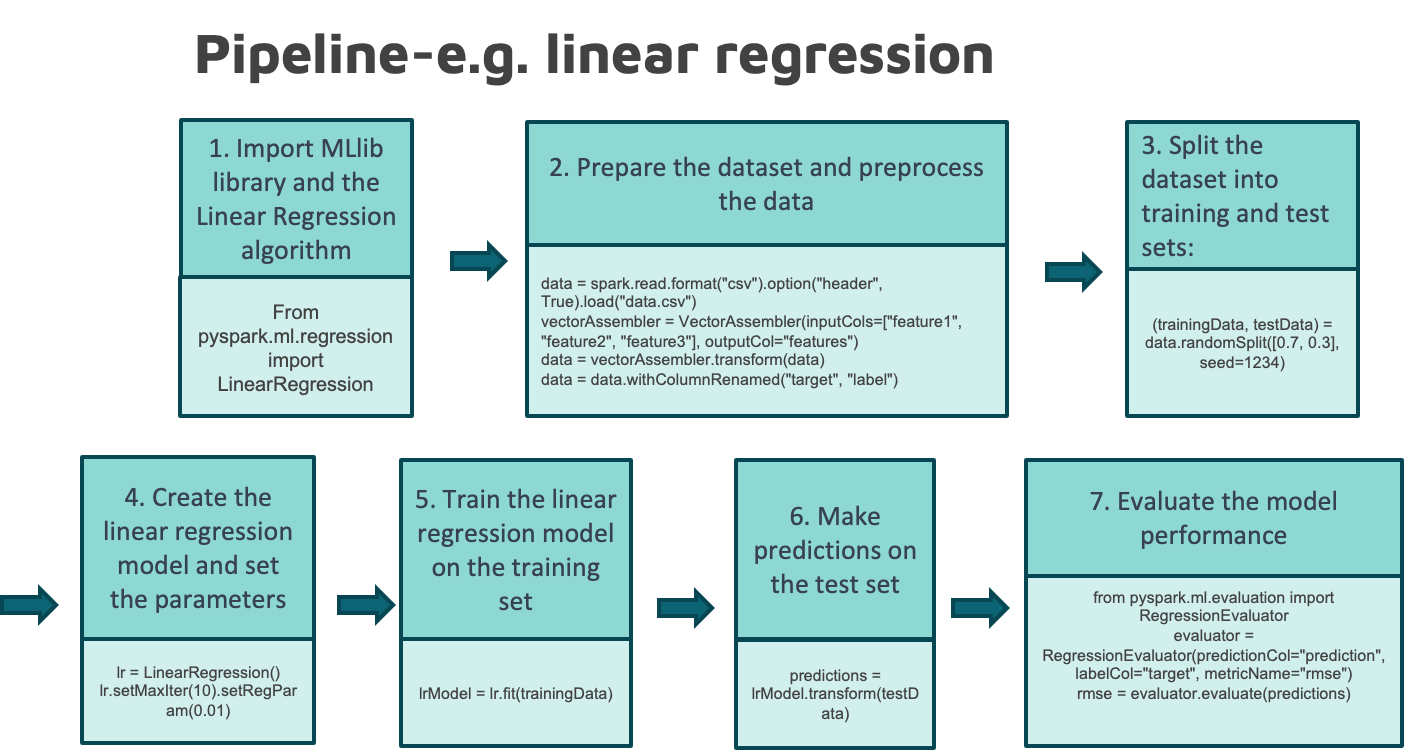 Pipeline-e.g. linear regression
1. Import MLlib
library and the
Linear Regression
algorithm
From
pyspark.ml.regression
import
LinearRegression
2. Prepare the dataset and preprocess
the data
data = spark.read.format("csv").option("header",
True).load("data.csv")
vectorAssembler = VectorAssembler(inputCols=["feature1",
"feature2", "feature3"], outputCol="features")
data = vectorAssembler.transform(data)
data = data.withColumnRenamed("target", "label")
3. Split the
dataset into
training and test
sets:
(trainingData, testData) =
data.randomSplit([0.7, 0.3],
seed=1234)
4. Create the
linear regression
model and set
the parameters
lr = LinearRegression()
lr.setMaxIter(10).setRegPar
am(0.01)
5. Train the linear
regression model
on the training
set
lrModel = lr.fit(trainingData)
6. Make
predictions on
the test set
predictions =
lrModel.transform(testD
ata)
7. Evaluate the model
performance
from pyspark.ml.evaluation import
RegressionEvaluator
evaluator =
RegressionEvaluator(predictionCol="prediction",
labelCol="target", metricName="rmse")
rmse = evaluator.evaluate(predictions)